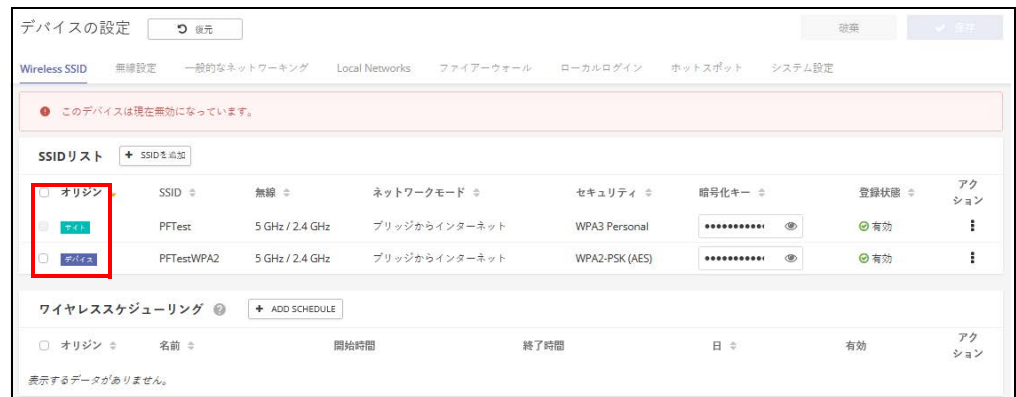 デバイスの設定 復元 破棄 保存
Wireless SSID 無線設定 一般的なネットワーキング Local Networks ファイアーウォール ローカルログイン ホットスポット システム設定
このデバイスは現在無効になっています。
SSIDリスト + SSIDを追加
オリジン SSID 無線 ネットワークモード セキュリティ 暗号化キー 登録状態 アク
ション
サイト PFTest 5 GHz / 2.4 GHz ブリッジからインターネット WPA3 Personal 有効
デバイス PFTestWPA2 5 GHz / 2.4 GHz ブリッジからインターネット WPA2-PSK (AES) 有効
ワイヤレススケジューリング ? + ADD SCHEDULE
オリジン 名前 開始時間 終了時間 日 有効 アク
ション
表示するデータがありません。